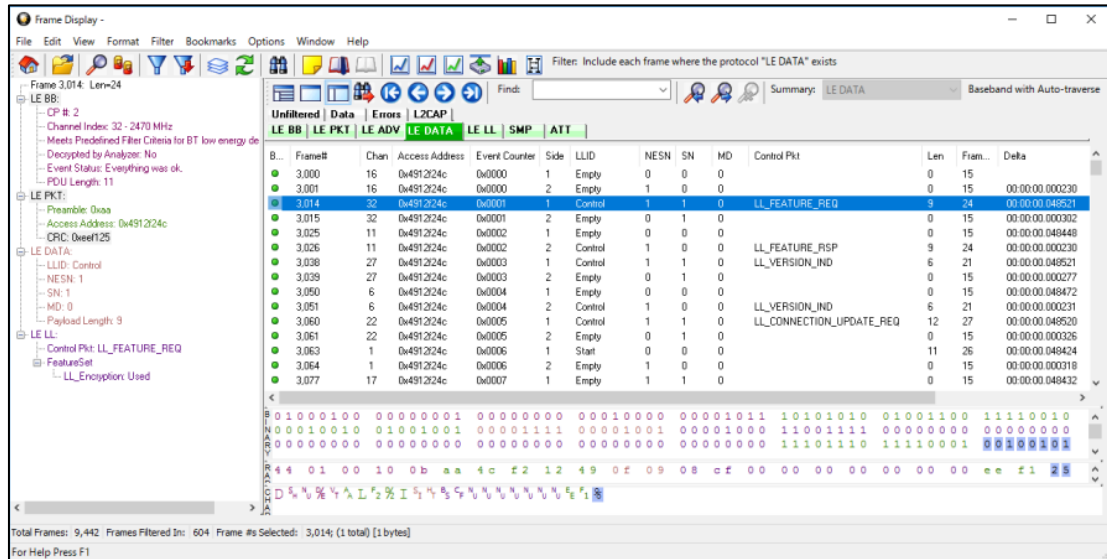 Frame Display -
File Edit View Format Filter Bookmarks Options Window Help
Filter: Include each frame where the protocol "LE DATA" exists
Find: Summary: LE DATA Baseband with Auto-traverse
Unfiltered Data Errors L2CAP
LE BB LE PKT LE ADV LE DATA LE LL SMP ATT
Frame 3,014: Len=24
LE BB:
CP #: 2
Channel Index: 32 - 2470 MHz
Meets Predefined Filter Criteria for BT low energy de
Decrypted by Analyzer: No
Event Status: Everything was ok.
PDU Length: 11
LE PKT:
Preamble: 0xaa
Access Address: 0x4912f24c
CRC: 0xeef125
LE DATA:
LLID: Control
NESN: 1
SN: 1
MD: 0
Payload Length: 9
LE LL:
Control Pkt: LL_FEATURE_REQ
FeatureSet
LL_Encryption: Used
B... Frame# Chan Access Address Event Counter Side LLID NESN SN MD Control Pkt Len Fram... Delta
3,000 16 0x4912f24c 0x0000 1 Empty 0 0 0 0 15
3,001 16 0x4912f24c 0x0000 2 Empty 1 0 0 0 15 00:00:00.000230
3,014 32 0x4912f24c 0x0001 1 Control 1 1 0 LL_FEATURE_REQ 9 24 00:00:00.048521
3,015 32 0x4912f24c 0x0001 2 Empty 0 1 0 0 15 00:00:00.000302
3,025 11 0x4912f24c 0x0002 1 Empty 0 0 0 0 15 00:00:00.048448
3,026 11 0x4912f24c 0x0002 2 Control 1 0 0 LL_FEATURE_RSP 9 24 00:00:00.000230
3,038 27 0x4912f24c 0x0003 1 Control 1 1 0 LL_VERSION_IND 6 21 00:00:00.048521
3,039 27 0x4912f24c 0x0003 2 Empty 0 1 0 0 15 00:00:00.000277
3,050 6 0x4912f24c 0x0004 1 Empty 0 0 0 0 15 00:00:00.048472
3,051 6 0x4912f24c 0x0004 2 Control 1 0 0 LL_VERSION_IND 6 21 00:00:00.000231
3,060 22 0x4912f24c 0x0005 1 Control 1 1 0 LL_CONNECTION_UPDATE_REQ 12 27 00:00:00.048520
3,061 22 0x4912f24c 0x0005 2 Empty 0 1 0 0 15 00:00:00.000326
3,063 1 0x4912f24c 0x0006 1 Start 0 0 0 11 26 00:00:00.048424
3,064 1 0x4912f24c 0x0006 2 Empty 1 0 0 0 15 00:00:00.000318
3,077 17 0x4912f24c 0x0007 1 Empty 1 1 0 0 15 00:00:00.048432
BINARY
01000100 00000001 00000000 00010000 00001011 10101010 01001100 11110010
00010010 01001001 00001111 00001001 00001000 11001111 00000000 00000000
00000000 00000000 00000000 00000000 00000000 11101110 11110001 00100101
44 01 00 10 0b aa 4c f2 12 49 0f 09 08 cf 00 00 00 00 00 00 00 ee f1 25
Total Frames: 9,442 Frames Filtered In: 604 Frame #s Selected: 3,014; (1 total) [1 bytes]
For Help Press F1